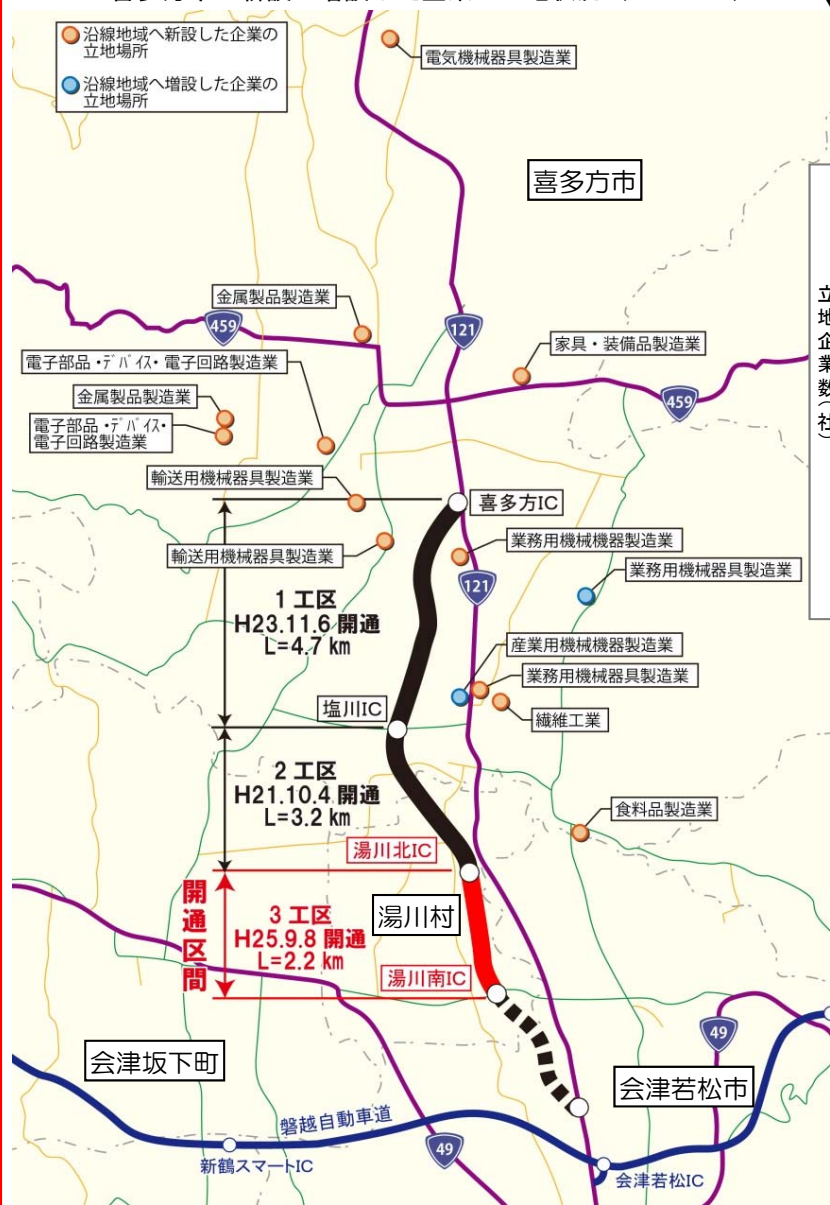 沿線地域へ新設した企業の
立地場所
沿線地域へ増設した企業の
立地場所
電気機械器具製造業
喜多方市
立地企業数(社)
金属製品製造業
459
121
電子部品・ﾃﾞﾊﾞｲｽ・電子回路製造業
家具・装備品製造業
金属製品製造業
459
電子部品・ﾃﾞﾊﾞｲｽ・
電子回路製造業
輸送用機械器具製造業
喜多方IC
輸送用機械器具製造業
業務用機械機器製造業
121
業務用機械器具製造業
1 工区
H23.11.6 開通
L=4.7 km
産業用機械機器製造業
業務用機械器具製造業
塩川IC
繊維工業
2 工区
H21.10.4 開通
L=3.2 km
食料品製造業
湯川北IC
開通区間
3 工区
H25.9.8 開通
L=2.2 km
湯川村
湯川南IC
49
会津坂下町
会津若松市
磐越自動車道
49
新鶴スマートIC
会津若松IC